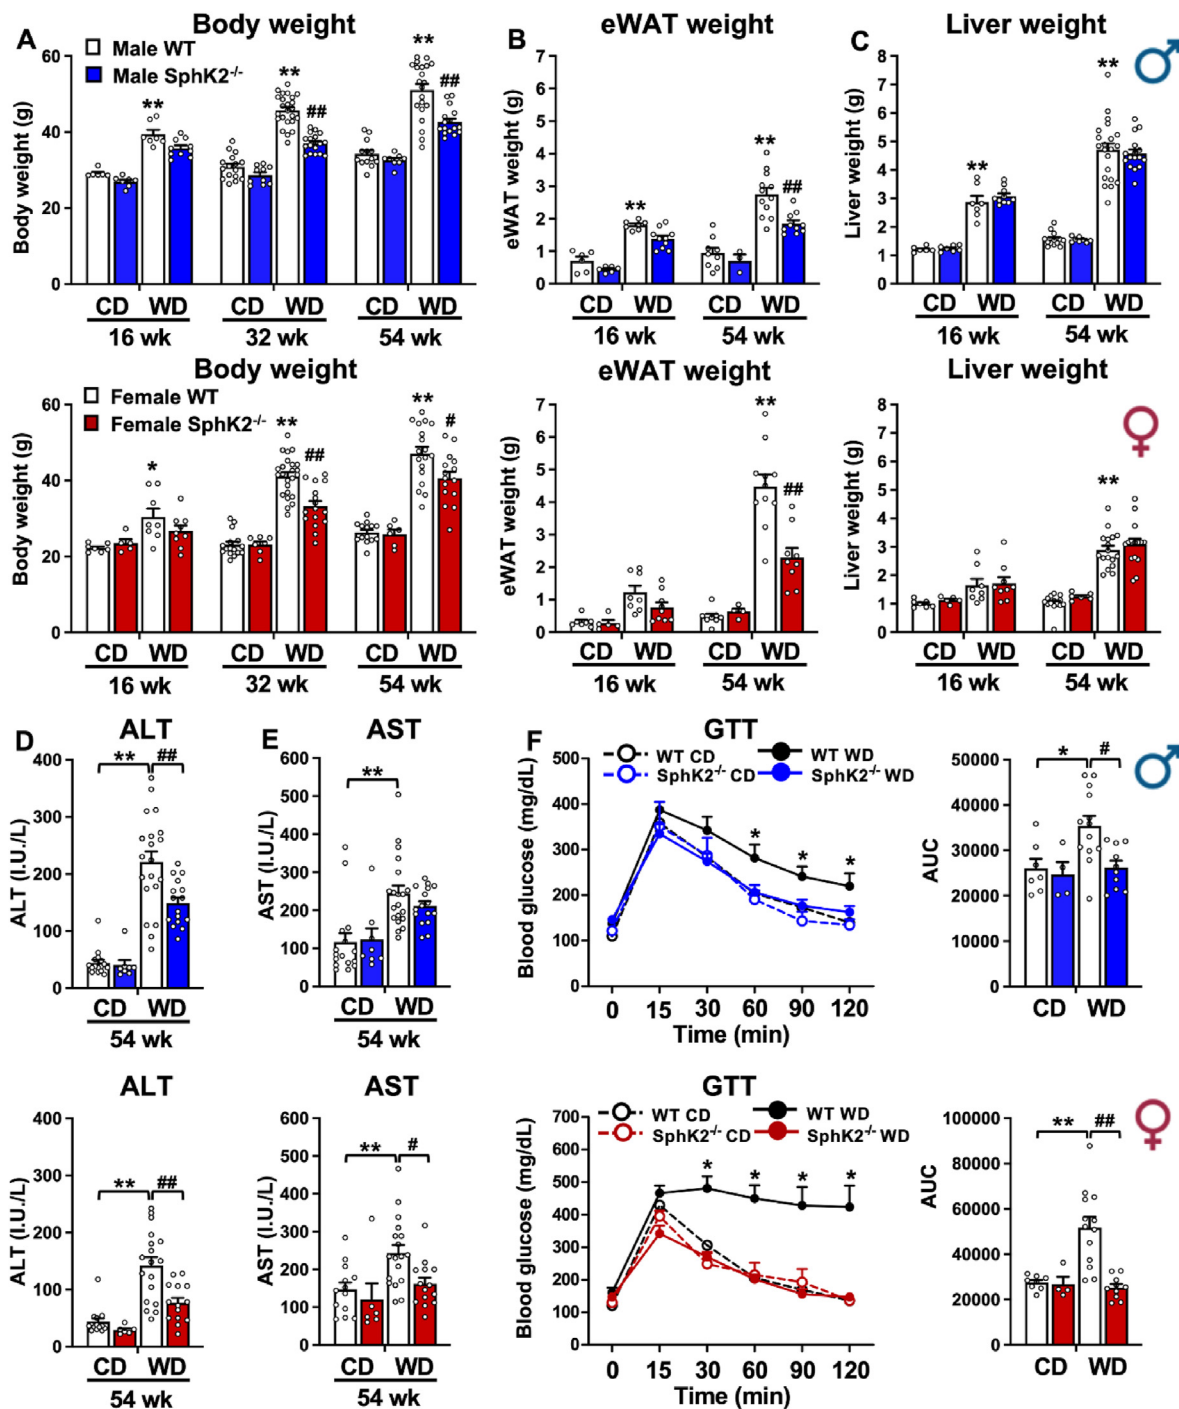 A Body weight
Male WT
Male SphK2-/-
Body weight (g)
60
40
20
0
** ** ## ** ##
CD WD CD WD CD WD
16 wk 32 wk 54 wk
B eWAT weight
eWAT weight (g)
7
6
5
4
3
2
1
0
** ** ##
CD WD CD WD
16 wk 54 wk
C Liver weight
Liver weight (g)
8
7
6
5
4
3
2
1
0
** **
CD WD CD WD
16 wk 54 wk
♂
Body weight
Female WT
Female SphK2-/-
Body weight (g)
60
40
20
0
* ** ## ** #
CD WD CD WD CD WD
16 wk 32 wk 54 wk
eWAT weight
eWAT weight (g)
7
6
5
4
3
2
1
0
** ##
CD WD CD WD
16 wk 54 wk
Liver weight
Liver weight (g)
8
7
6
5
4
3
2
1
0
**
CD WD CD WD
16 wk 54 wk
♀
D ALT
ALT (I.U./L)
400
300
200
100
0
** ##
CD WD
54 wk
E AST
AST (I.U./L)
600
500
400
300
200
100
0
**
CD WD
54 wk
F GTT
WT CD WT WD
SphK2-/- CD SphK2-/- WD
Blood glucose (mg/dL)
500
400
300
200
100
0
* * *
0 15 30 60 90 120
Time (min)
AUC
50000
40000
30000
20000
10000
0
* #
CD WD
♂
ALT
ALT (I.U./L)
400
300
200
100
0
** ##
CD WD
54 wk
AST
AST (I.U./L)
600
500
400
300
200
100
0
** #
CD WD
54 wk
GTT
WT CD WT WD
SphK2-/- CD SphK2-/- WD
Blood glucose (mg/dL)
700
600
500
400
300
200
100
0
* * * *
0 15 30 60 90 120
Time (min)
AUC
100000
80000
60000
40000
20000
0
** ##
CD WD
♀